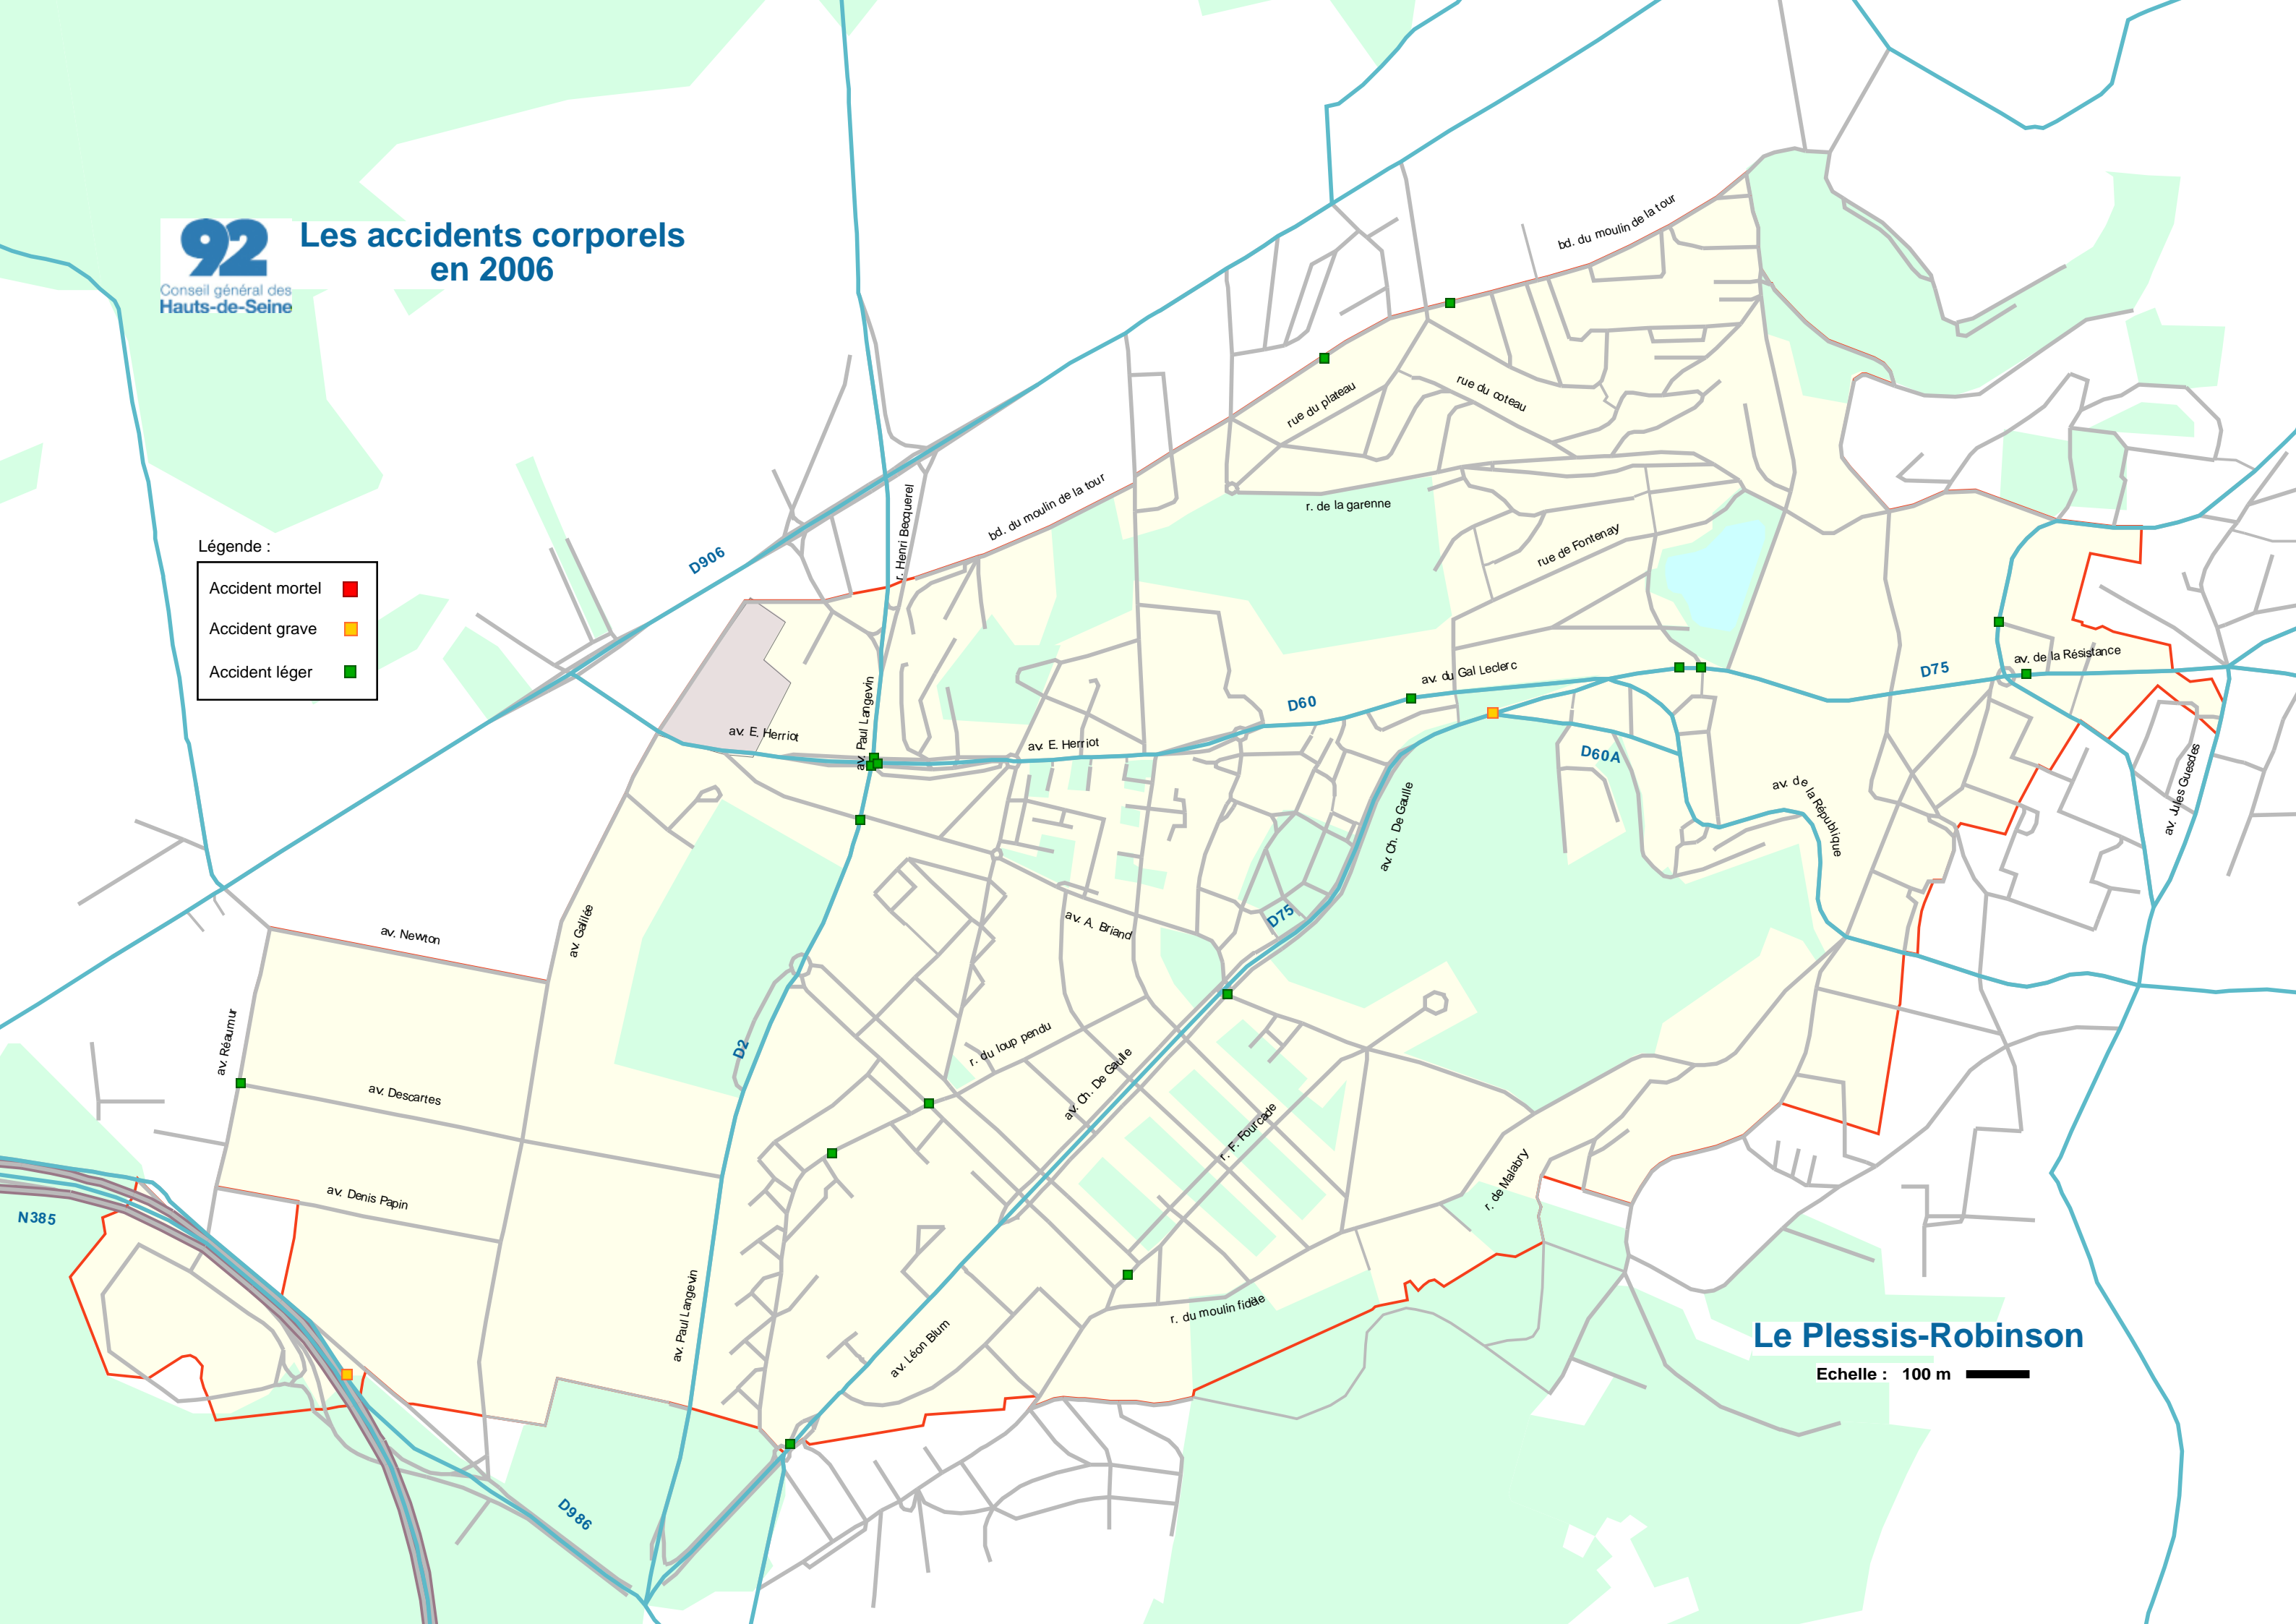 bd. du moulin de la tour
92
Conseil général des
Hauts-de-Seine
Les accidents corporels
en 2006
rue du plateau
rue du coteau
bd. du moulin de la tour
r. Henri Becquerel
r. de la garenne
rue de Fontenay
D906
Légende :
Accident mortel
Accident grave
Accident léger
av. du Gal Leclerc
D75
av. de la Résistance
D60
av. Paul Langevin
av. E. Herriot
av. E. Herriot
D60A
av. de la République
av. Jules Guesdes
av. Ch. De Gaulle
D75
av. A. Briand
av. Galilée
av. Newton
av. Réaumur
D2
r. du loup pendu
av. Ch. De Gaulle
av. Descartes
r. F. Fourcade
r. de Malabry
av. Denis Papin
N385
av. Paul Langevin
r. du moulin fidèle
av. Léon Blum
Le Plessis-Robinson
Echelle : 100 m
D986